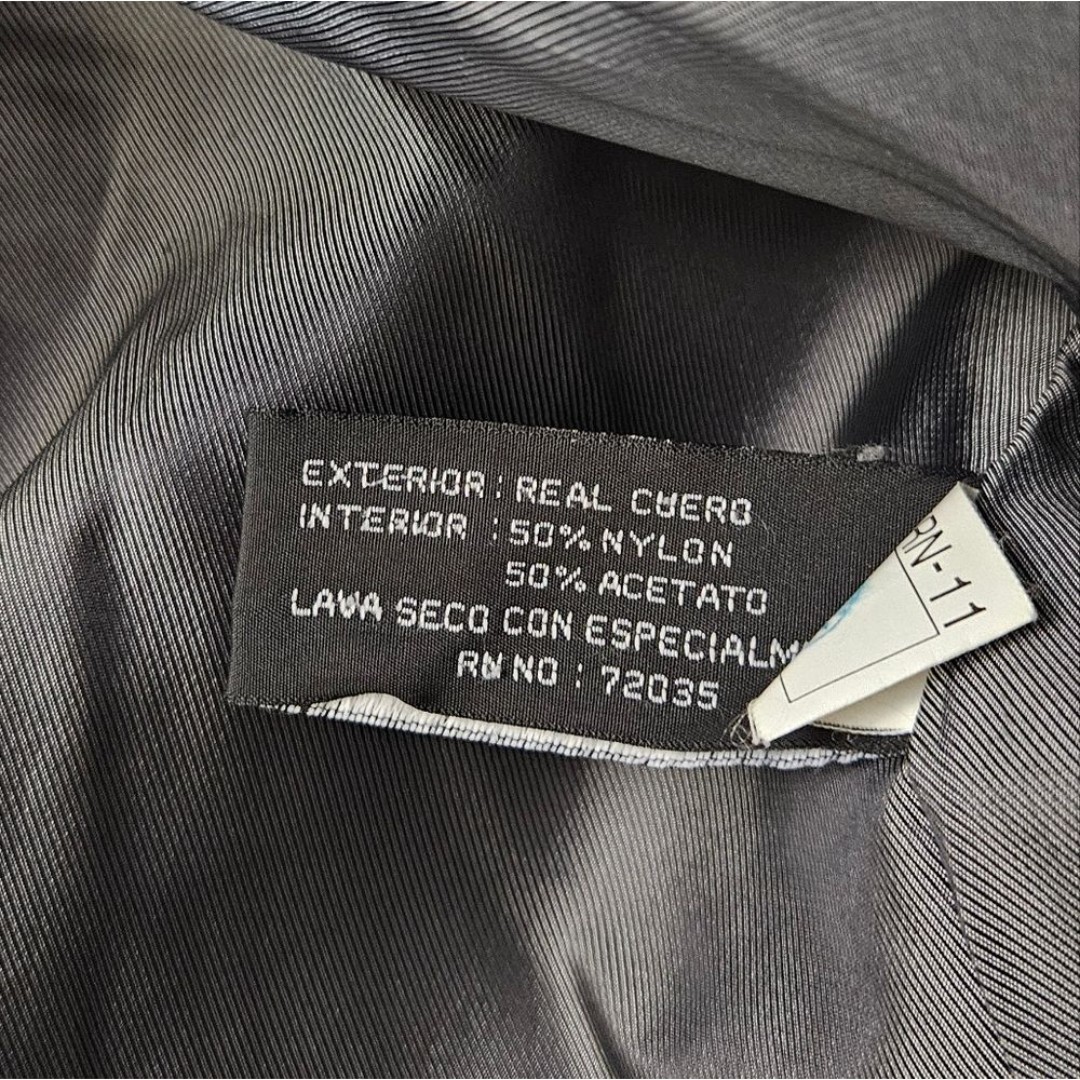 EXTERIOR : REAL CUERO
INTERIOR : 50% NYLON
50% ACETATO
LAVA SECO CON ESPECIALM
RN NO : 72035
RN-11